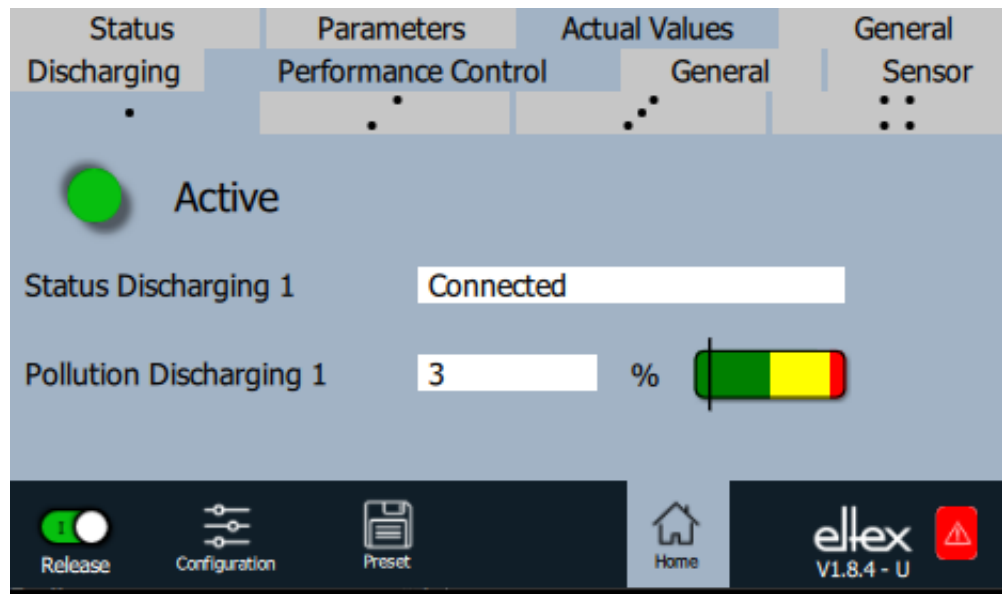 Status Parameters Actual Values General
Discharging Performance Control General Sensor
Active
Status Discharging 1 Connected
Pollution Discharging 1 3 %
I
Release Configuration Preset Home eltex
V1.8.4 - U